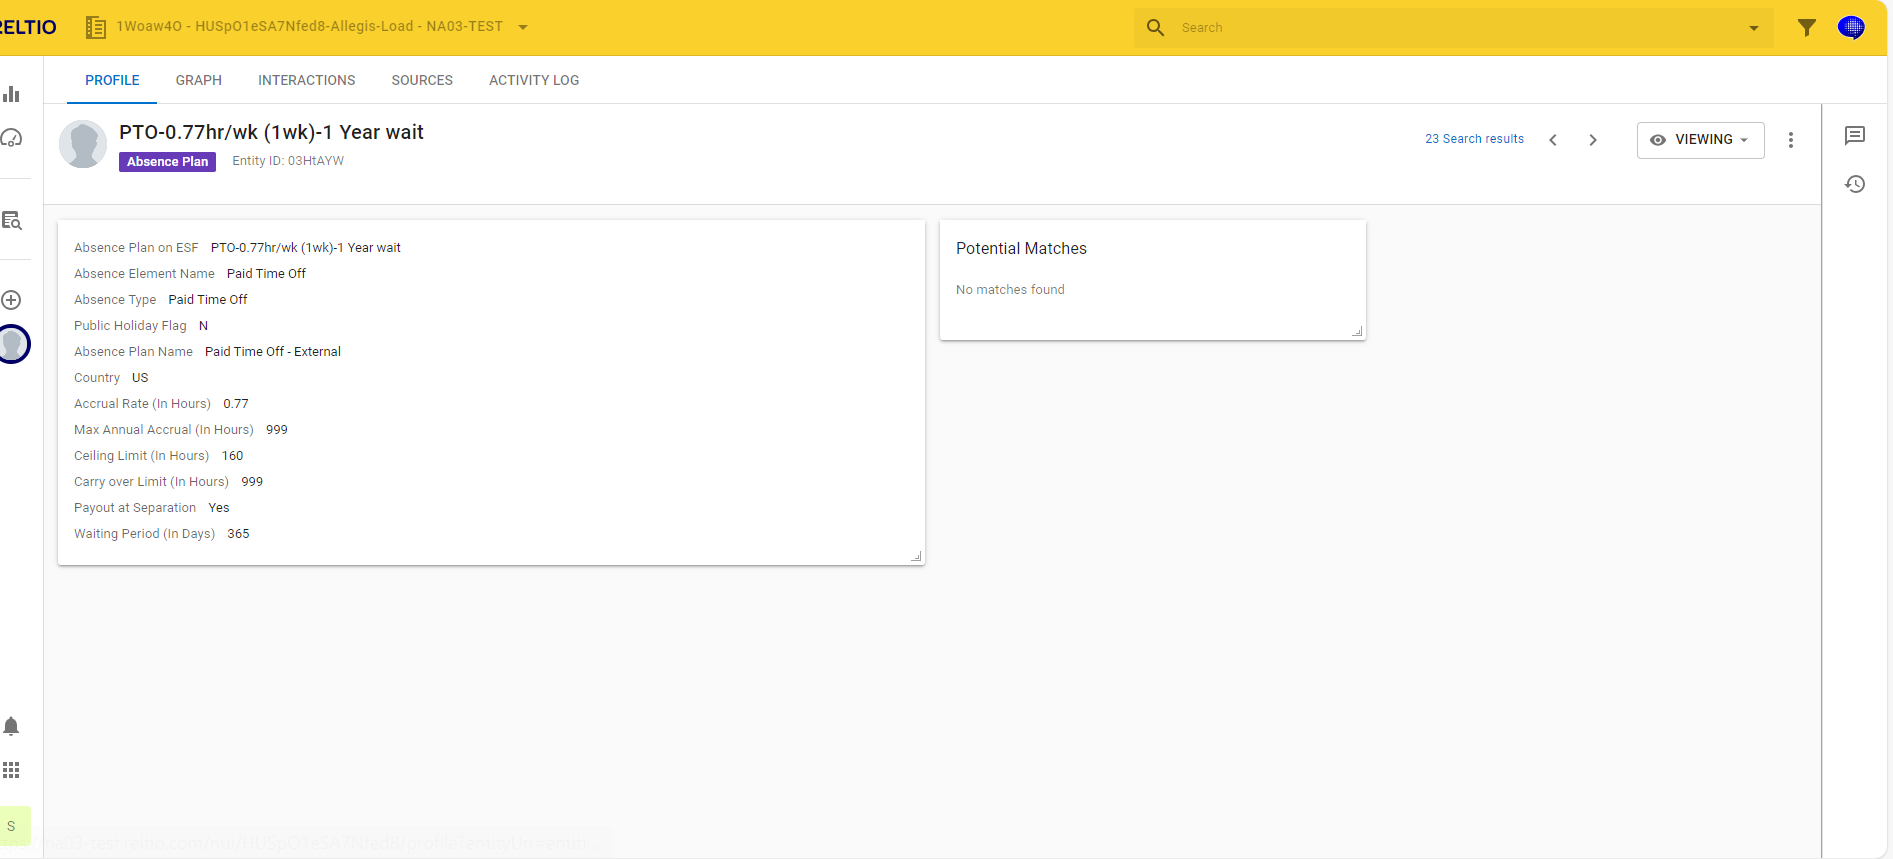 RELTIO
1Woaw4O - HUSpO1eSA7Nfed8-Allegis-Load - NA03-TEST
Search
PROFILE GRAPH INTERACTIONS SOURCES ACTIVITY LOG
PTO-0.77hr/wk (1wk)-1 Year wait
Absence Plan Entity ID: 03HtAYW
23 Search results
VIEWING
Absence Plan on ESF PTO-0.77hr/wk (1wk)-1 Year wait
Absence Element Name Paid Time Off
Absence Type Paid Time Off
Public Holiday Flag N
Absence Plan Name Paid Time Off - External
Country US
Accrual Rate (In Hours) 0.77
Max Annual Accrual (In Hours) 999
Ceiling Limit (In Hours) 160
Carry over Limit (In Hours) 999
Payout at Separation Yes
Waiting Period (In Days) 365
Potential Matches
No matches found
S